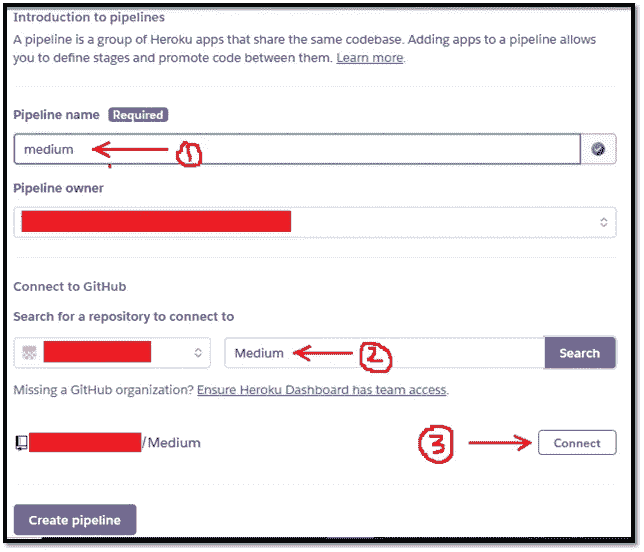 Introduction to pipelines
A pipeline is a group of Heroku apps that share the same codebase. Adding apps to a pipeline allows
you to define stages and promote code between them. Learn more.
Pipeline name Required
medium
1
Pipeline owner
Connect to GitHub
Search for a repository to connect to
Medium 2 Search
Missing a GitHub organization? Ensure Heroku Dashboard has team access.
/Medium 3 Connect
Create pipeline